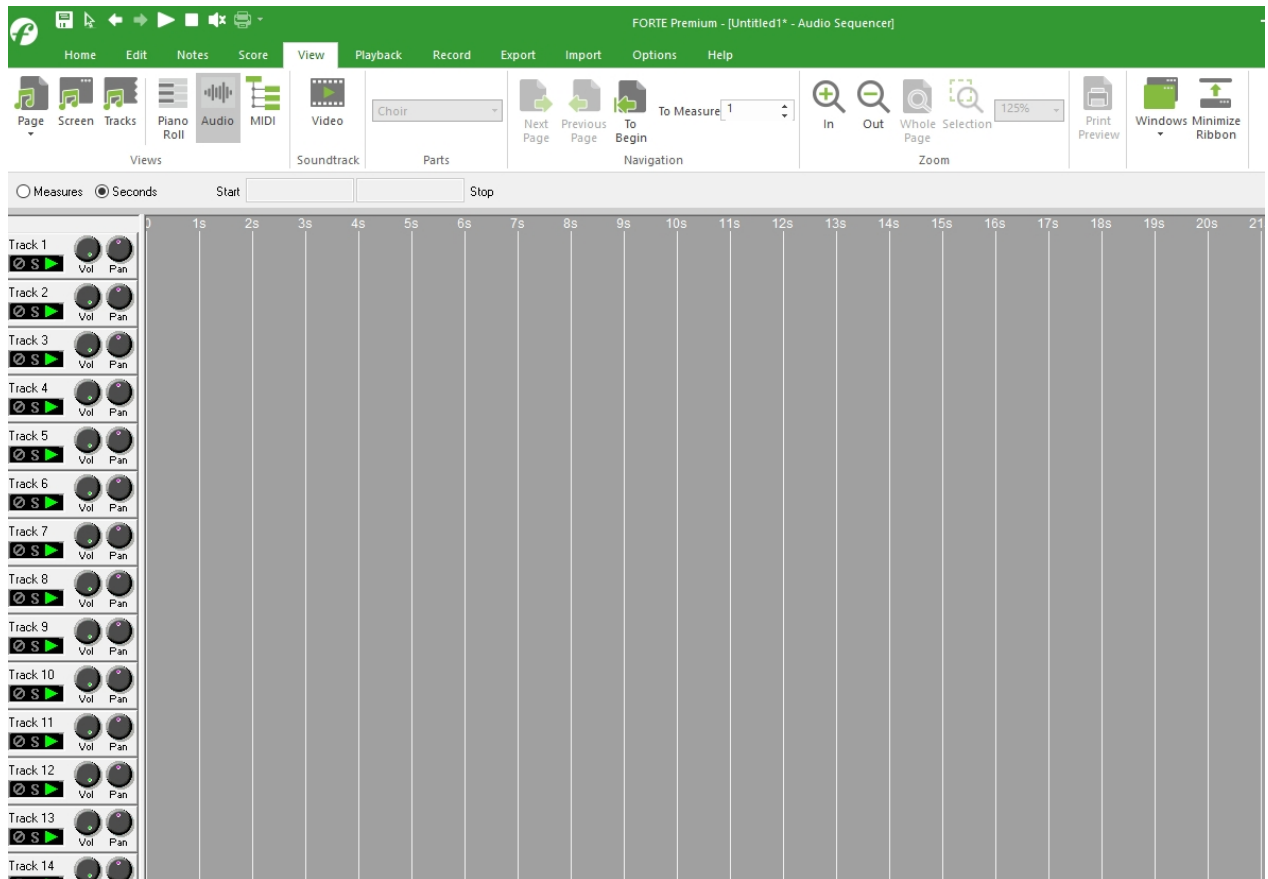 FORTE Premium - [Untitled1* - Audio Sequencer]
Home Edit Notes Score View Playback Record Export Import Options Help
Page Screen Tracks Piano Roll Audio MIDI Video Choir Next Page Previous Page To Begin To Measure 1 In Out Whole Page Selection 125% Print Preview Windows Minimize Ribbon
Views Soundtrack Parts Navigation Zoom
Measures Seconds Start Stop
0 1s 2s 3s 4s 5s 6s 7s 8s 9s 10s 11s 12s 13s 14s 15s 16s 17s 18s 19s 20s 21
Track 1
S Vol Pan
Track 2
S Vol Pan
Track 3
S Vol Pan
Track 4
S Vol Pan
Track 5
S Vol Pan
Track 6
S Vol Pan
Track 7
S Vol Pan
Track 8
S Vol Pan
Track 9
S Vol Pan
Track 10
S Vol Pan
Track 11
S Vol Pan
Track 12
S Vol Pan
Track 13
S Vol Pan
Track 14